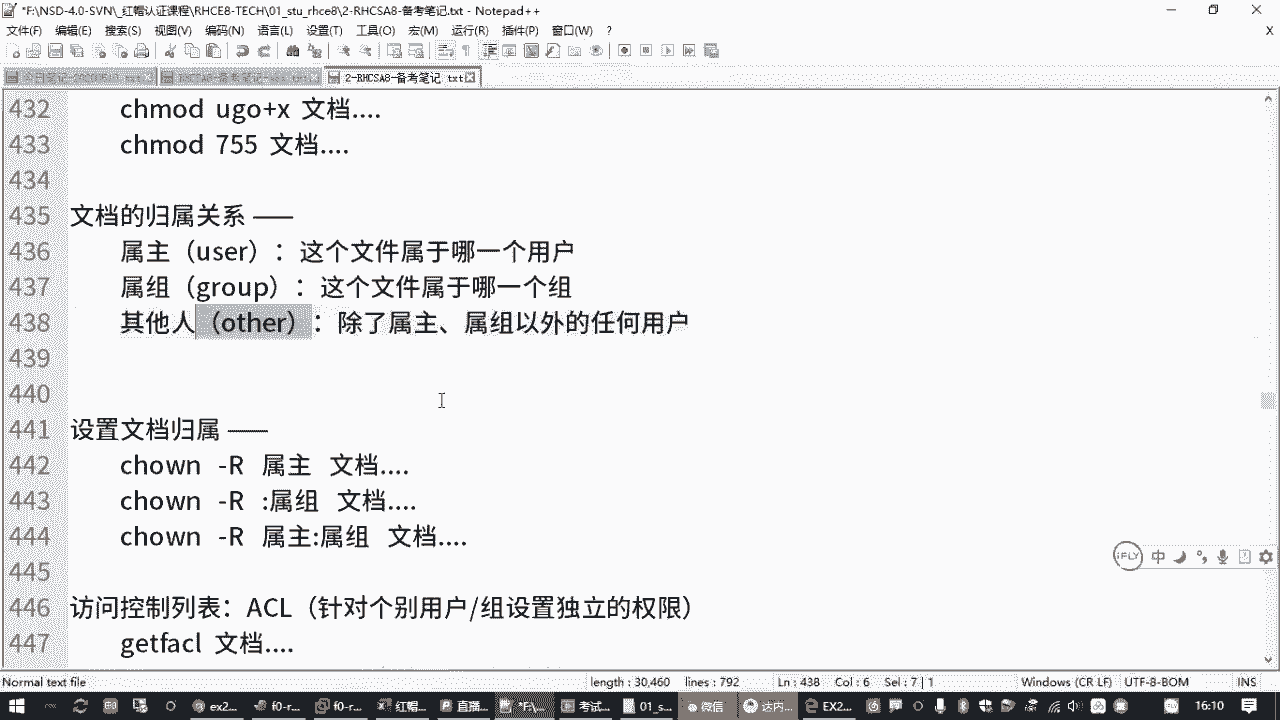 *F:\NSD-4.0-SVN\_红帽认证课程\RHCE8-TECH\01_stu_rhce8\2-RHCSA8-备考笔记.txt - Notepad++
文件(F) 编辑(E) 搜索(S) 视图(V) 编码(N) 语言(L) 设置(T) 工具(O) 宏(M) 运行(R) 插件(P) 窗口(W) ? X
2-RHCSA8-备考笔记.txt
432 chmod ugo+x 文档....
433 chmod 755 文档....
434
435 文档的归属关系 ——
436 属主（user）：这个文件属于哪一个用户
437 属组（group）：这个文件属于哪一个组
438 其他人（other）：除了属主、属组以外的任何用户
439
440
441 设置文档归属 ——
442 chown -R 属主 文档....
443 chown -R :属组 文档....
444 chown -R 属主:属组 文档....
445
446 访问控制列表：ACL（针对个别用户/组设置独立的权限）
447 getfacl 文档....
iFLY 中
Normal text file length : 30,460 lines : 792 Ln : 438 Col : 6 Sel : 7 | 1 Windows (CR LF) UTF-8-BOM INS
ex2... f0-r... f0-r... 红帽... 直播... *F:\... 考试... 01_s... 微信 达内... EX2... 16:10